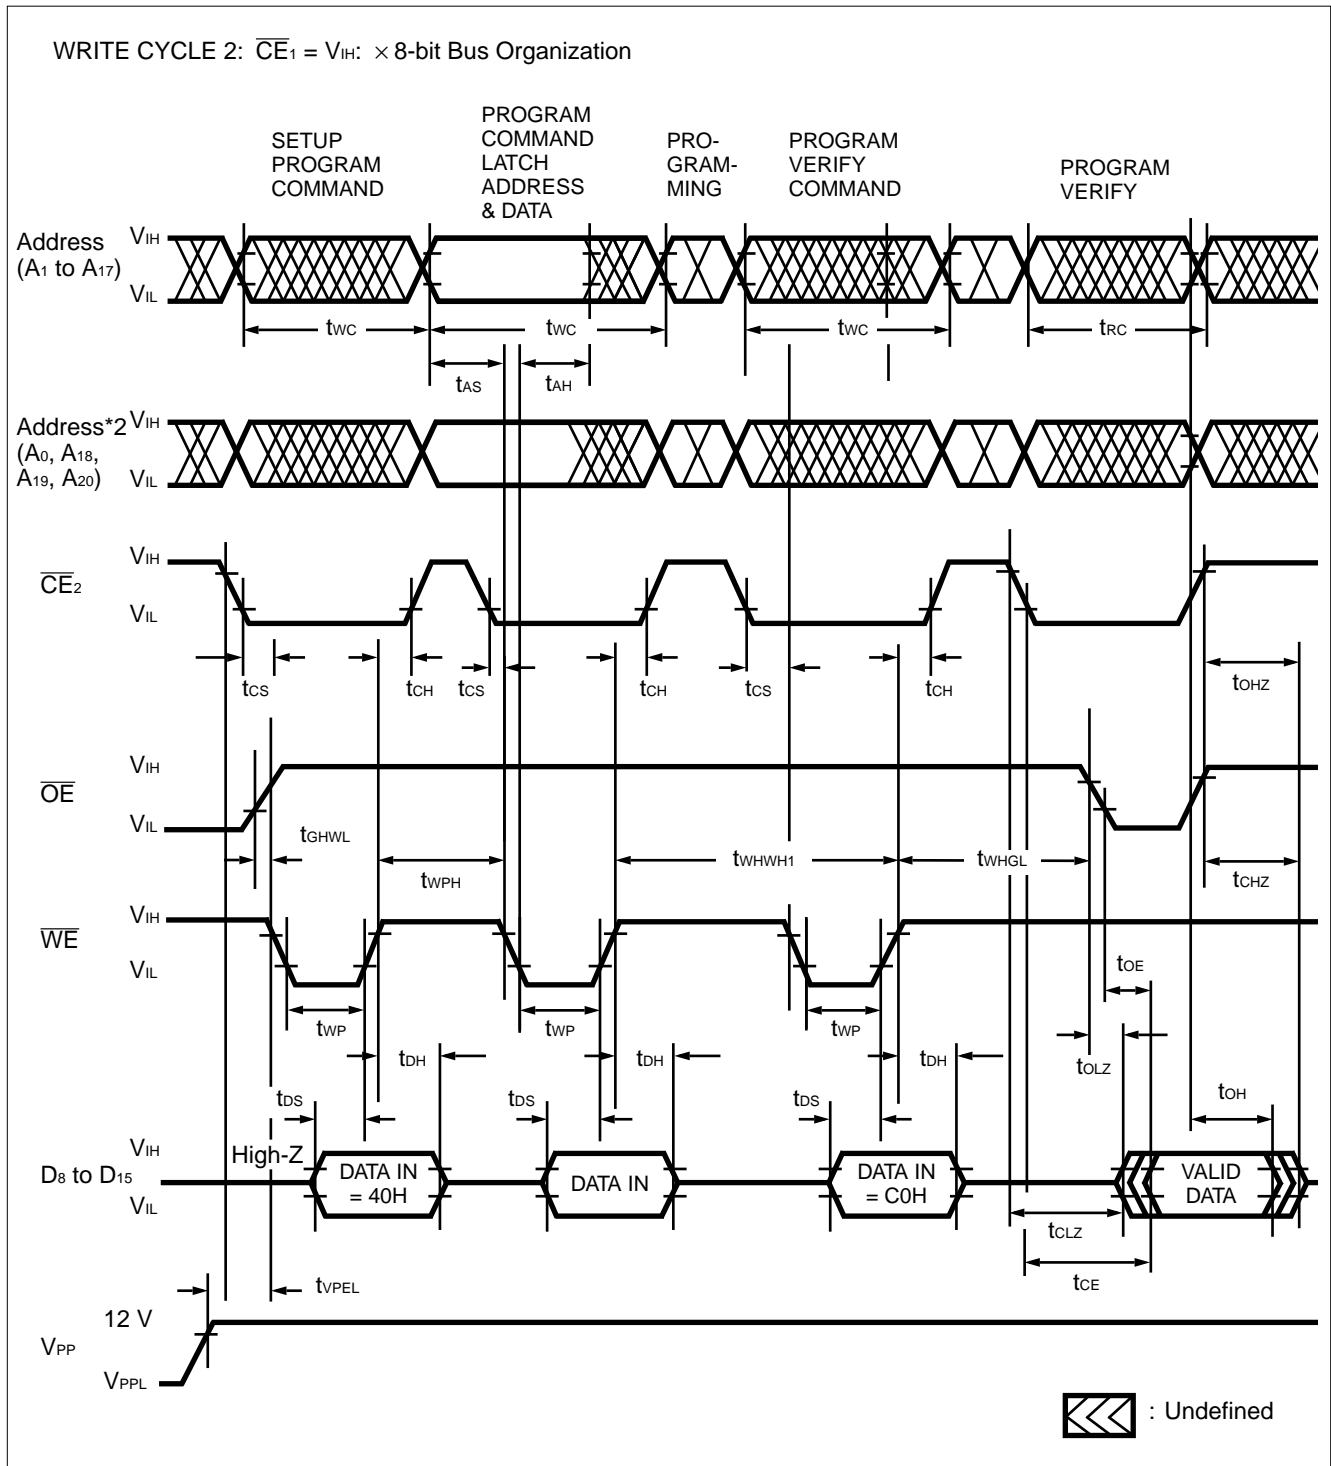 WRITE CYCLE 2: CE1 = VIH: × 8-bit Bus Organization
SETUP
PROGRAM
COMMAND
PROGRAM
COMMAND
LATCH
ADDRESS
& DATA
PRO-
GRAM-
MING
PROGRAM
VERIFY
COMMAND
PROGRAM
VERIFY
Address
(A1 to A17)
VIH
VIL
tWC
tWC
tWC
tRC
tAS
tAH
Address*2
(A0, A18,
A19, A20)
VIH
VIL
CE2
VIH
VIL
tCS
tCH
tCS
tCH
tCS
tCH
tOHZ
OE
VIH
VIL
tGHWL
tWPH
tWHWH1
tWHGL
tCHZ
WE
VIH
VIL
tWP
tWP
tWP
tOE
tDH
tDH
tDH
tOLZ
tDS
tDS
tDS
tOH
D8 to D15
VIH
VIL
High-Z
DATA IN
= 40H
DATA IN
DATA IN
= C0H
VALID
DATA
tCLZ
tCE
tVPEL
VPP
12 V
VPPL
: Undefined